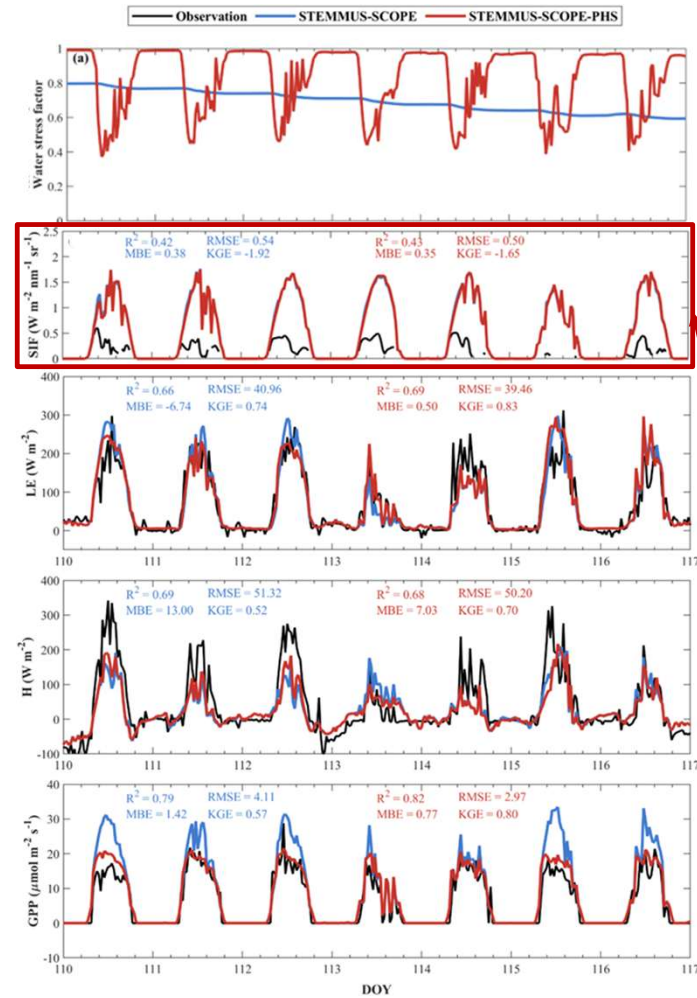 Observation STEMMUS-SCOPE STEMMUS-SCOPE-PHS
(a)
1
0.8
0.6
0.4
0.2
0
Water stress factor
2.5
2
1.5
1
0.5
0
SIF (W m⁻² nm⁻¹ sr⁻¹)
R² = 0.42 RMSE = 0.54 R² = 0.43 RMSE = 0.50
MBE = 0.38 KGE = -1.92 MBE = 0.35 KGE = -1.65
400
300
200
100
0
LE (W m⁻²)
R² = 0.66 RMSE = 40.96 R² = 0.69 RMSE = 39.46
MBE = -6.74 KGE = 0.74 MBE = 0.50 KGE = 0.83
110 111 112 113 114 115 116 117
400
300
200
100
0
-100
H (W m⁻²)
R² = 0.69 RMSE = 51.32 R² = 0.68 RMSE = 50.20
MBE = 13.00 KGE = 0.52 MBE = 7.03 KGE = 0.70
110 111 112 113 114 115 116 117
40
30
20
10
0
-10
GPP (μmol m⁻² s⁻¹)
R² = 0.79 RMSE = 4.11 R² = 0.82 RMSE = 2.97
MBE = 1.42 KGE = 0.57 MBE = 0.77 KGE = 0.80
110 111 112 113 114 115 116 117
DOY